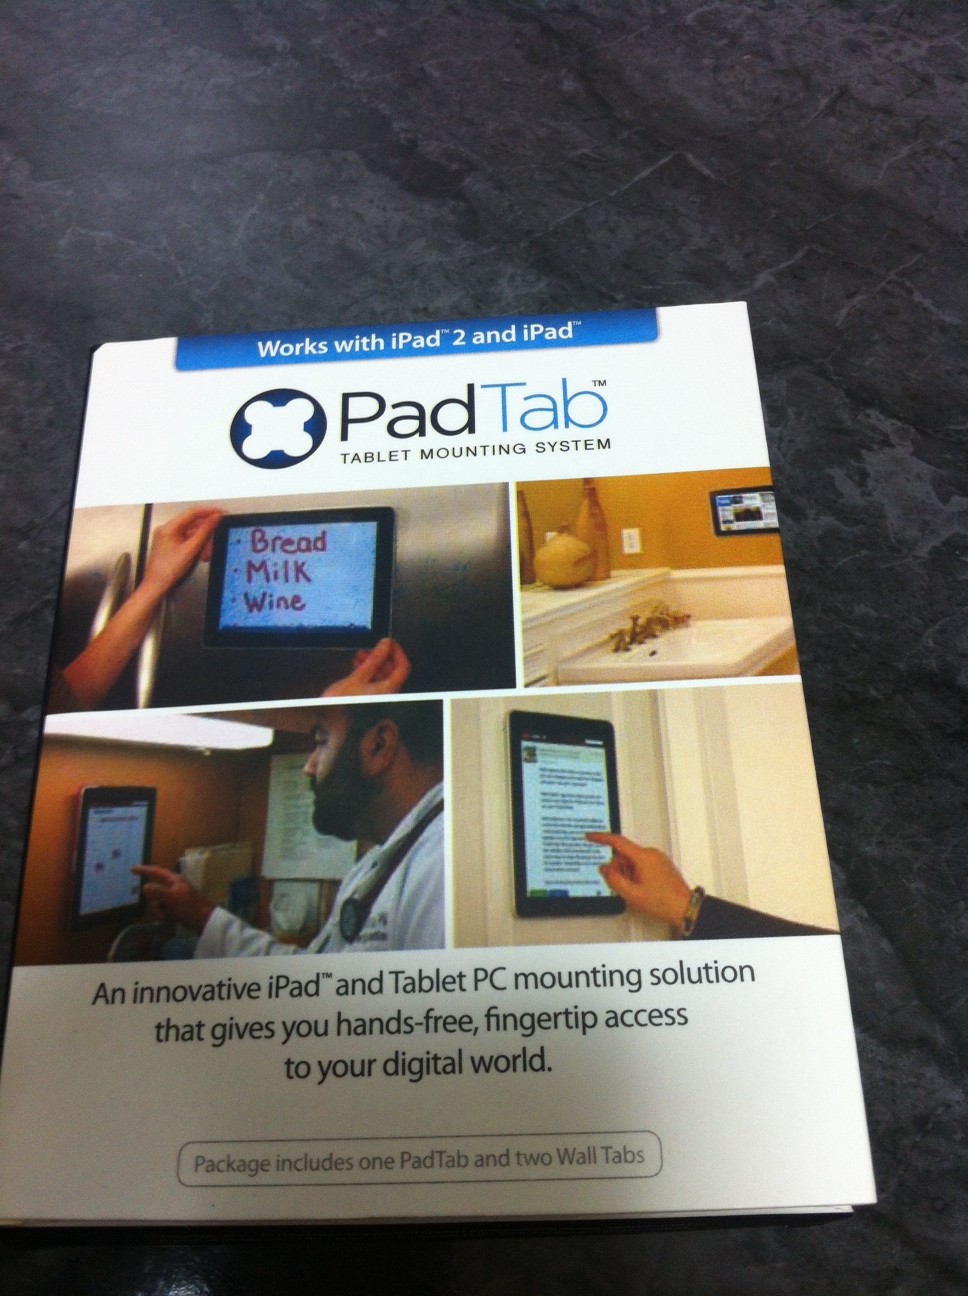 Works with iPad™ 2 and iPad™
PadTab™
TABLET MOUNTING SYSTEM
Bread
Milk
Wine
An innovative iPad™ and Tablet PC mounting solution
that gives you hands-free, fingertip access
to your digital world.
Package includes one PadTab and two Wall Tabs